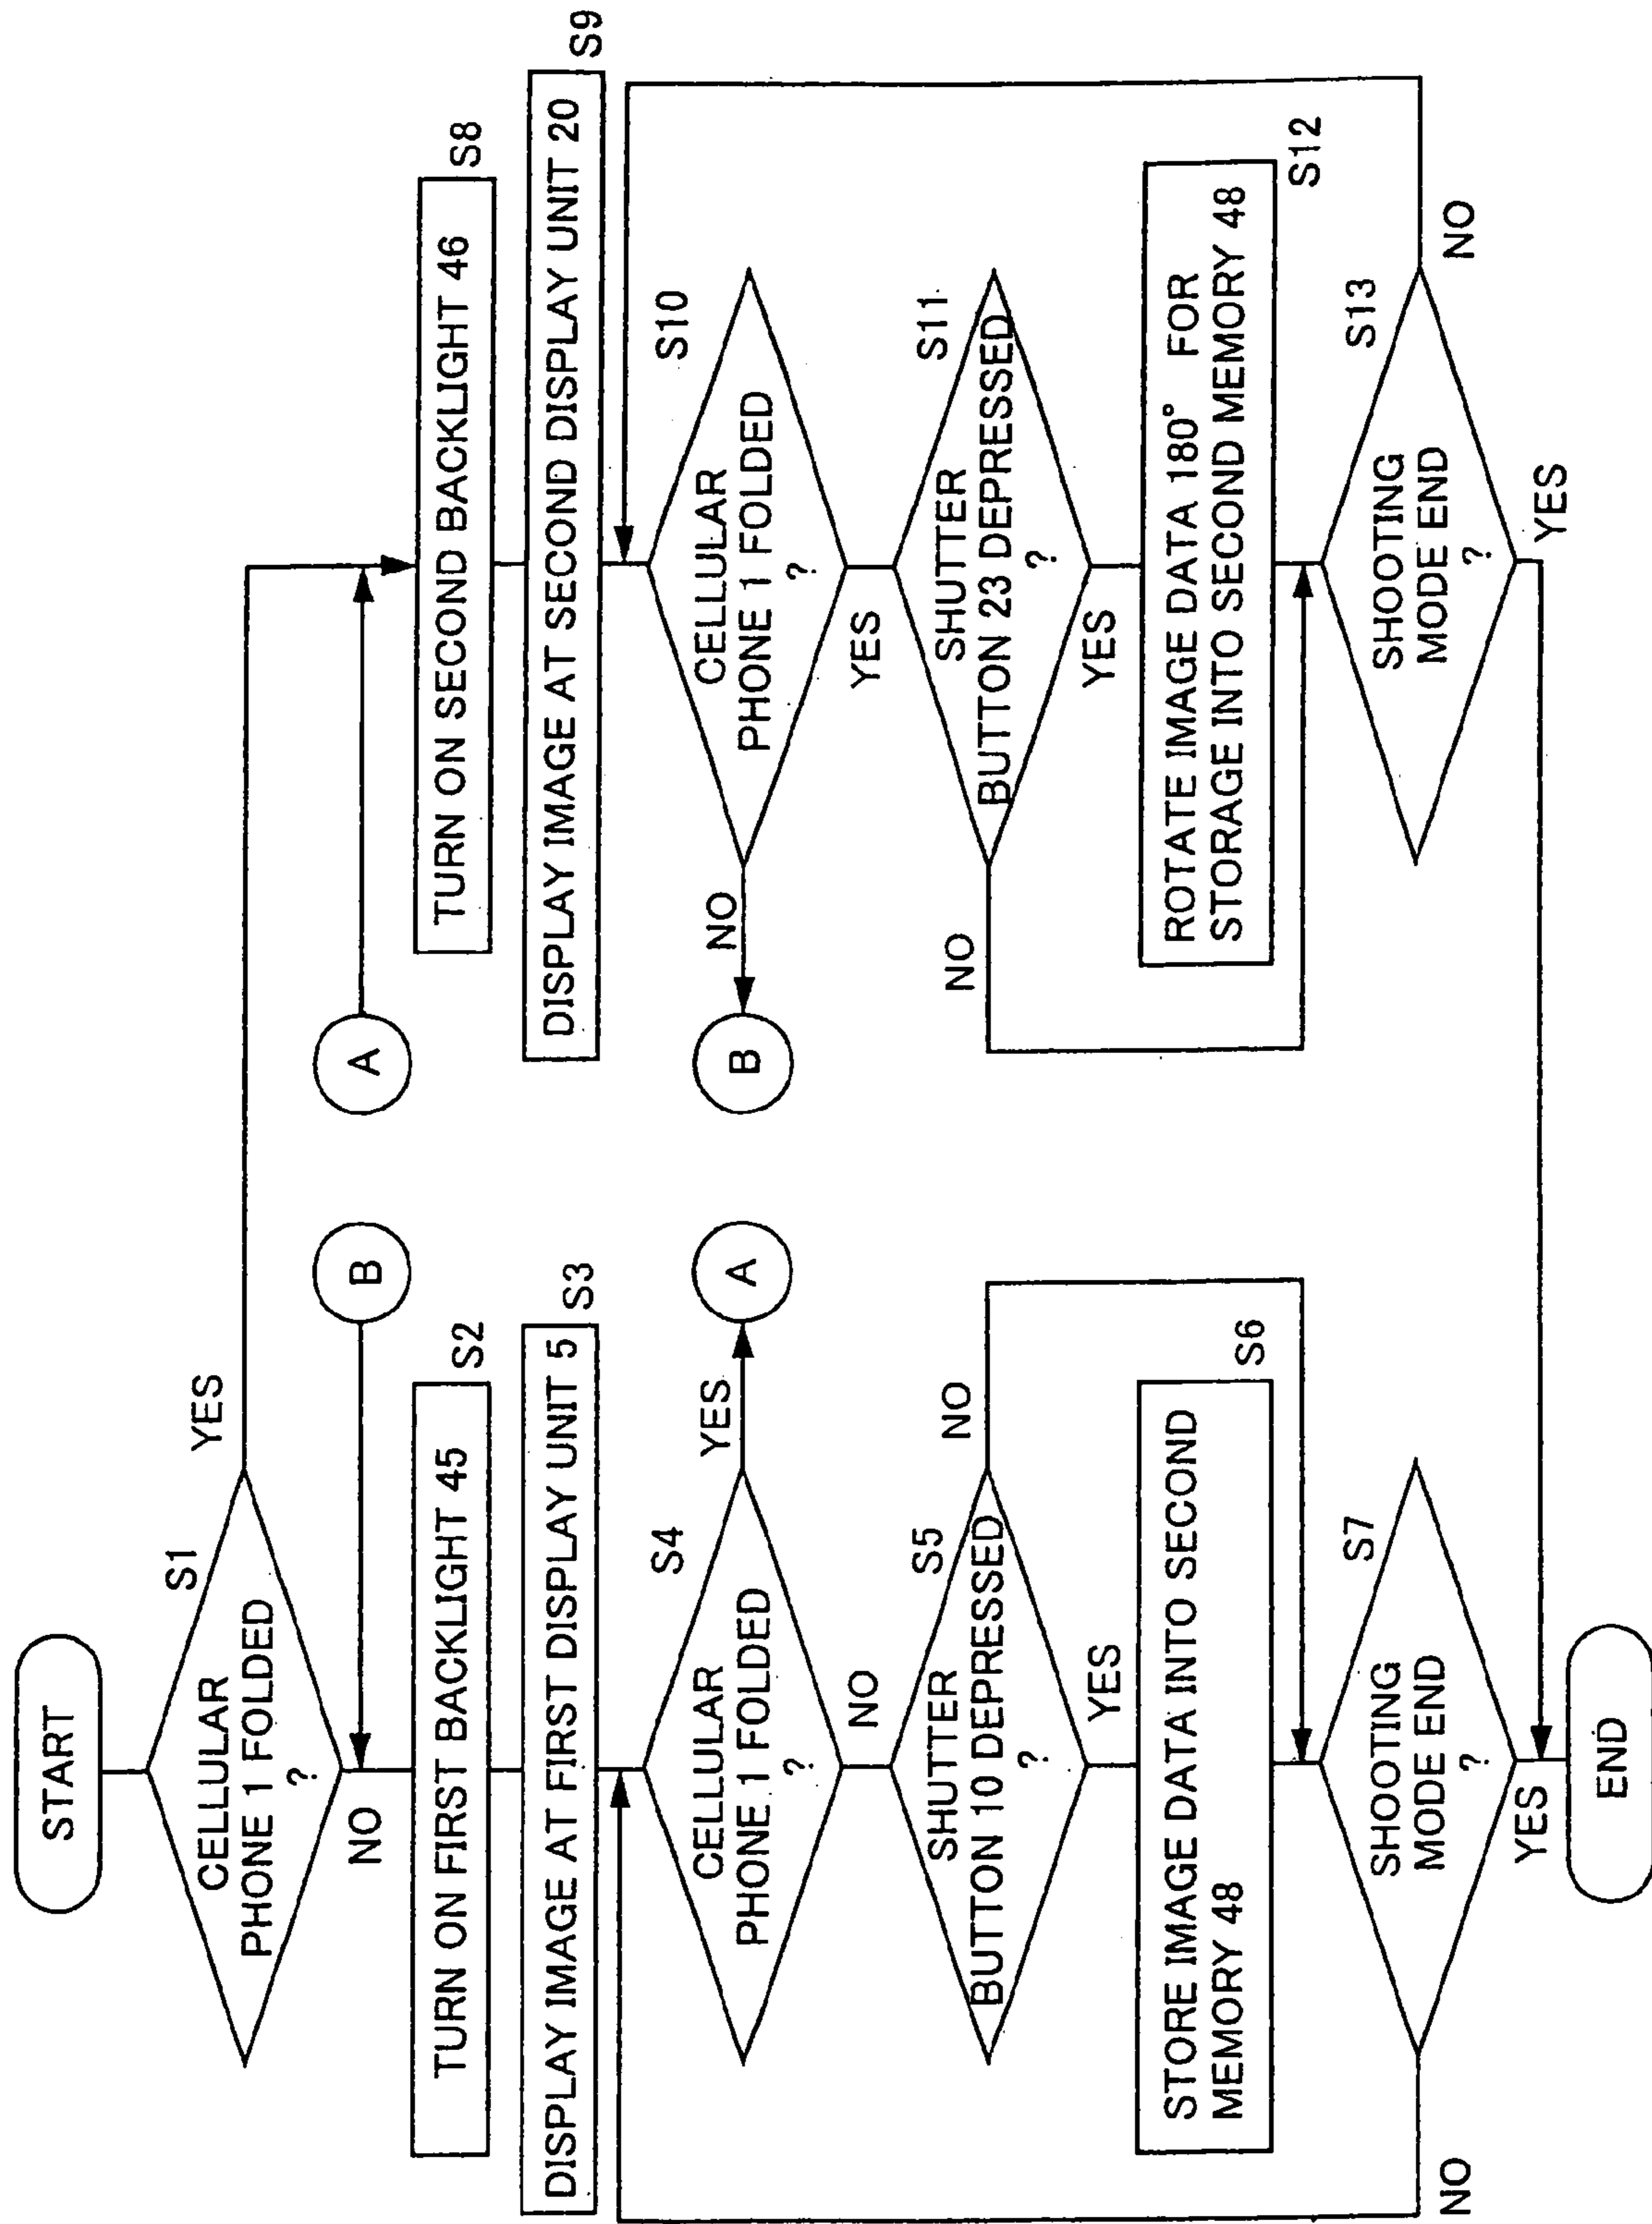 START
S1
CELLULAR
PHONE 1 FOLDED
?
YES
NO
B
TURN ON FIRST BACKLIGHT 45
S2
DISPLAY IMAGE AT FIRST DISPLAY UNIT 5
S3
S4
CELLULAR
PHONE 1 FOLDED
?
YES
A
NO
S5
SHUTTER
BUTTON 10 DEPRESSED
?
NO
YES
S6
STORE IMAGE DATA INTO SECOND
MEMORY 48
S7
SHOOTING
MODE END
?
NO
YES
END
A
TURN ON SECOND BACKLIGHT 46
S8
DISPLAY IMAGE AT SECOND DISPLAY UNIT 20
S9
S10
CELLULAR
PHONE 1 FOLDED
?
NO
B
YES
S11
SHUTTER
BUTTON 23 DEPRESSED
?
NO
YES
ROTATE IMAGE DATA 180° FOR
STORAGE INTO SECOND MEMORY 48
S12
S13
SHOOTING
MODE END
?
NO
YES